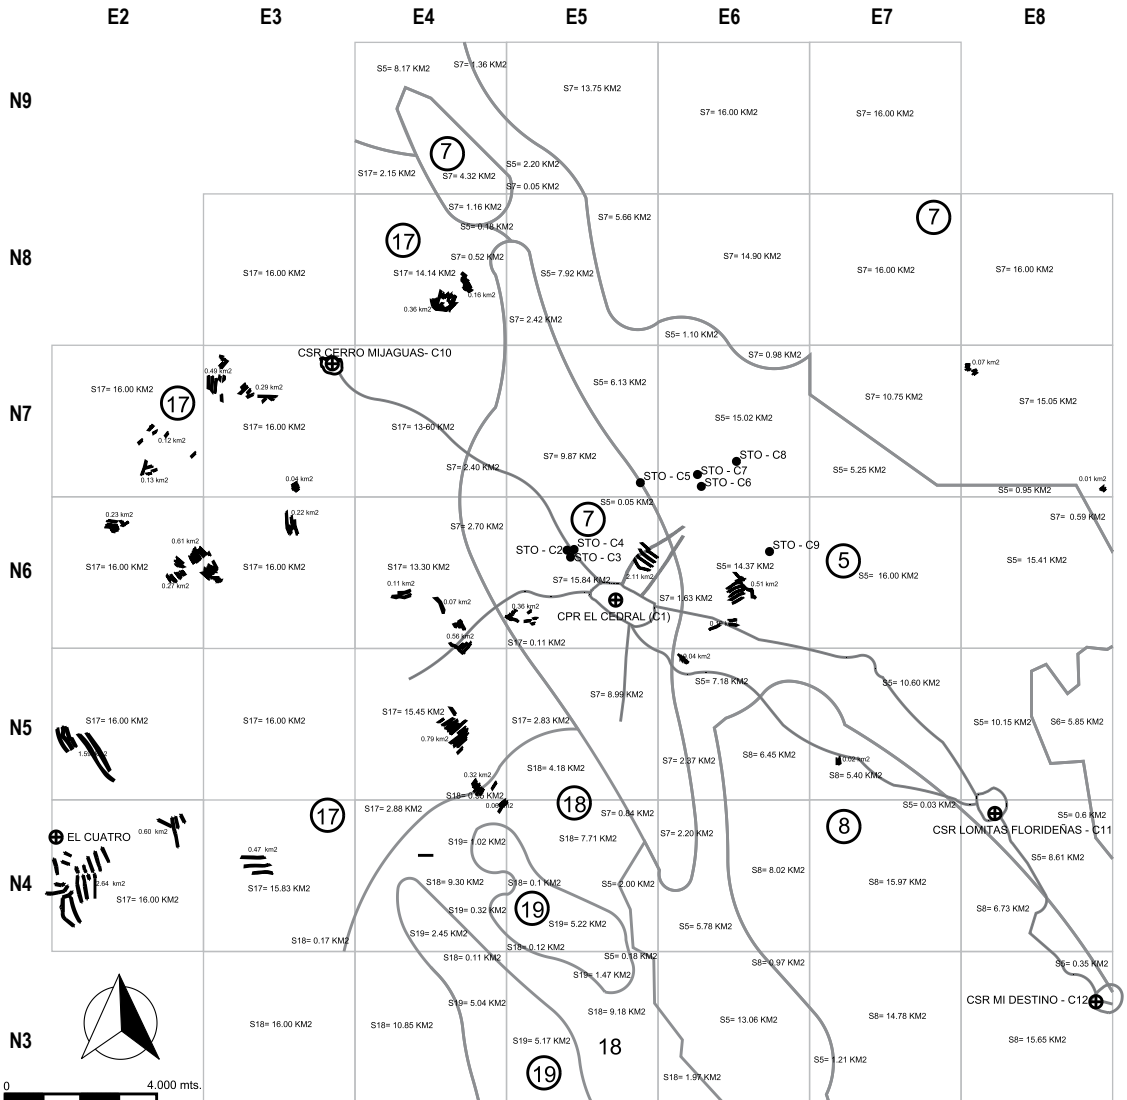 E2 E3 E4 E5 E6 E7 E8
N9
S5= 8.17 KM2
S7= 1.36 KM2
S7= 13.75 KM2
S7= 16.00 KM2
S7= 16.00 KM2
7
S17= 2.15 KM2
S7= 4.32 KM2
S5= 2.20 KM2
S7= 0.05 KM2
N8
S7= 1.16 KM2
S5= 0.18 KM2
S7= 5.66 KM2
7
17
S7= 0.52 KM2
S7= 14.90 KM2
S17= 16.00 KM2
S17= 14.14 KM2
S5= 7.92 KM2
S7= 16.00 KM2
S7= 16.00 KM2
0.16 km2
0.36 km2
S7= 2.42 KM2
S5= 1.10 KM2
N7
CSR CERRO MIJAGUAS- C10
S7= 0.98 KM2
0.07 km2
0.49 km2
S17= 16.00 KM2
0.29 km2
S5= 6.13 KM2
S7= 10.75 KM2
S7= 15.05 KM2
17
S5= 15.02 KM2
S17= 16.00 KM2
S17= 13-60 KM2
0.12 km2
STO - C8
S7= 2.40 KM2
S7= 9.87 KM2
STO - C7
STO - C5
STO - C6
S5= 5.25 KM2
0.13 km2
0.04 km2
0.01 km2
S5= 0.95 KM2
N6
S5= 0.05 KM2
0.23 km2
0.22 km2
7
S7= 0.59 KM2
S7= 2.70 KM2
0.61 km2
STO - C4
STO - C2
STO - C3
STO - C9
5
S17= 16.00 KM2
S17= 16.00 KM2
S17= 13.30 KM2
S5= 14.37 KM2
S5= 16.00 KM2
S5= 15.41 KM2
0.27 km2
S7= 15.84 KM2
2.11 km2
0.11 km2
0.51 km2
0.07 km2
0.36 km2
S7= 1.63 KM2
CPR EL CEDRAL (C1)
0.56 km2
S17= 0.11 KM2
N5
0.04 km2
S5= 7.18 KM2
S5= 10.60 KM2
S7= 8.99 KM2
S17= 16.00 KM2
S17= 16.00 KM2
S17= 15.45 KM2
S17= 2.83 KM2
S5= 10.15 KM2
S6= 5.85 KM2
0.79 km2
S8= 6.45 KM2
S7= 2.37 KM2
0.02 km2
0.32 km2
S18= 4.18 KM2
S8= 5.40 KM2
N4
17
S17= 2.88 KM2
18
S7= 0.84 KM2
S5= 0.03 KM2
S5= 0.6 KM2
8
EL CUATRO
0.60 km2
S19= 1.02 KM2
S18= 7.71 KM2
S7= 2.20 KM2
CSR LOMITAS FLORIDEÑAS - C11
0.47 km2
S5= 8.61 KM2
2.64 km2
S17= 15.83 KM2
S18= 9.30 KM2
S18= 0.1 KM2
S5= 2.00 KM2
S8= 8.02 KM2
S8= 15.97 KM2
S17= 16.00 KM2
S19= 0.32 KM2
19
S8= 6.73 KM2
S19= 2.45 KM2
S19= 5.22 KM2
S5= 5.78 KM2
S18= 0.17 KM2
S18= 0.12 KM2
N3
S18= 0.11 KM2
S5= 0.18 KM2
S8= 0.97 KM2
S5= 0.35 KM2
S19= 1.47 KM2
S19= 5.04 KM2
CSR MI DESTINO - C12
S18= 9.18 KM2
S18= 16.00 KM2
S18= 10.85 KM2
S5= 13.06 KM2
S8= 14.78 KM2
S19= 5.17 KM2
18
S8= 15.65 KM2
S5= 1.21 KM2
19
S18= 1.97 KM2
0 4.000 mts.